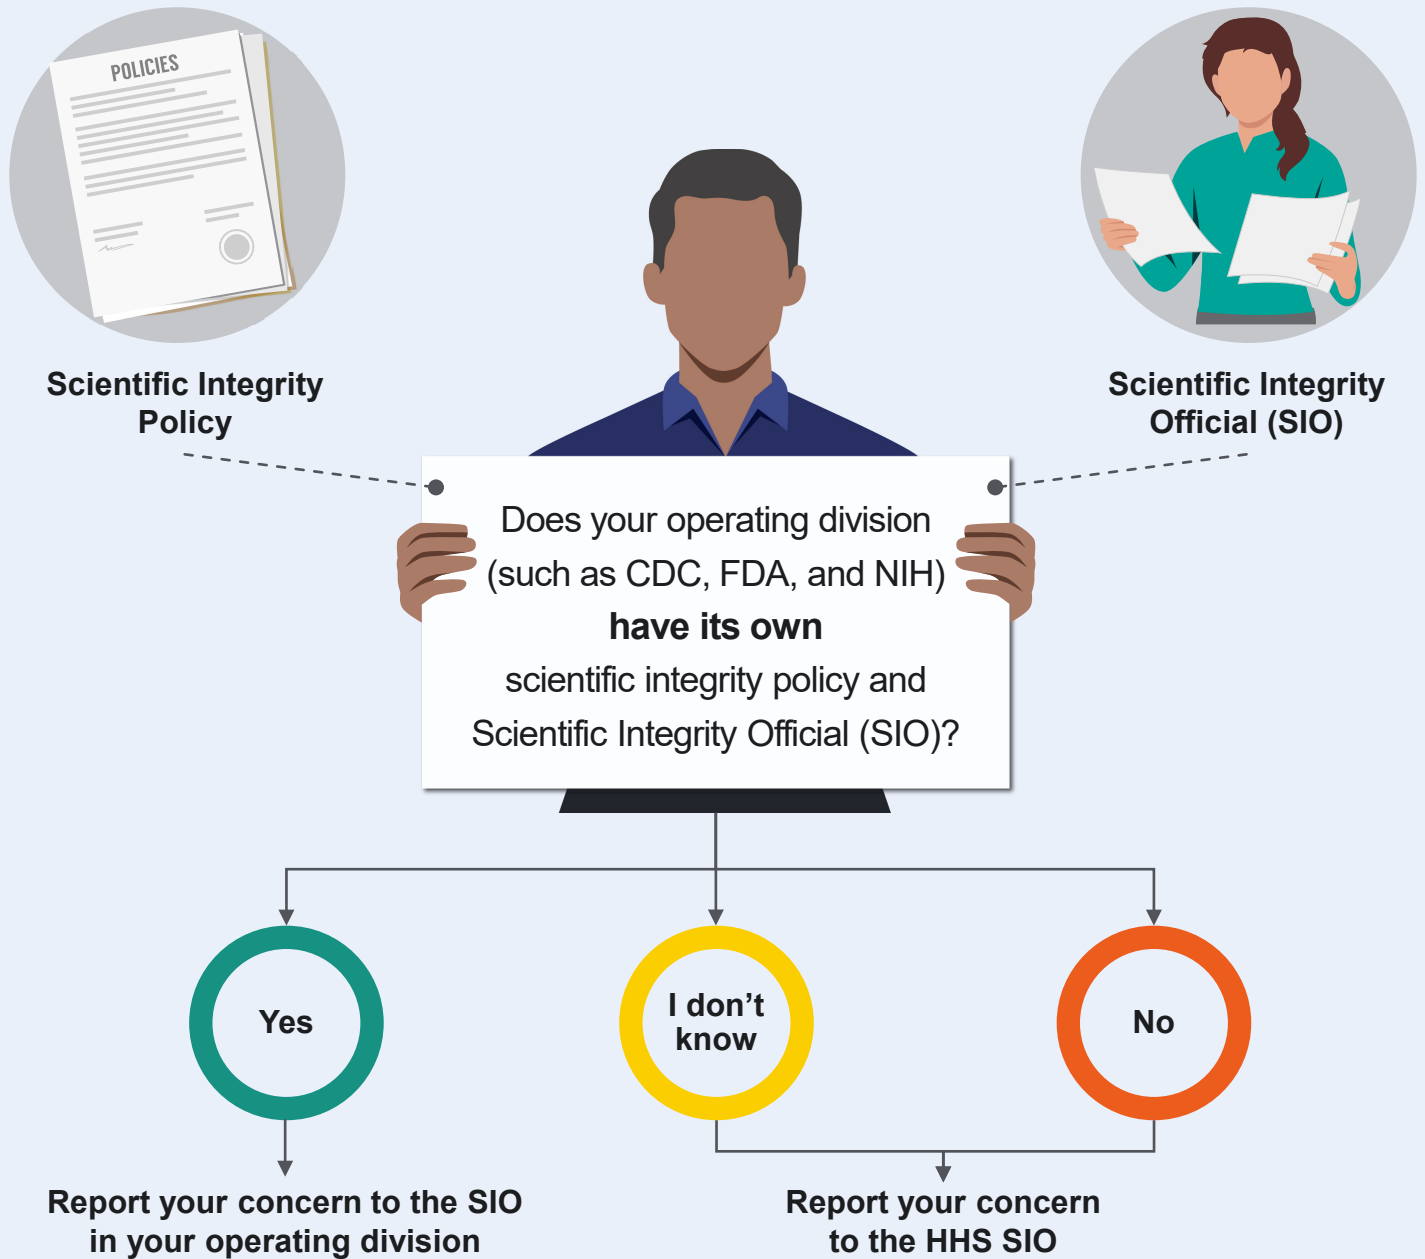 POLICIES
Scientific Integrity
Policy
Scientific Integrity
Official (SIO)
Does your operating division
(such as CDC, FDA, and NIH)
have its own
scientific integrity policy and
Scientific Integrity Official (SIO)?
Yes
I don’t
know
No
Report your concern to the SIO
in your operating division
Report your concern
to the HHS SIO